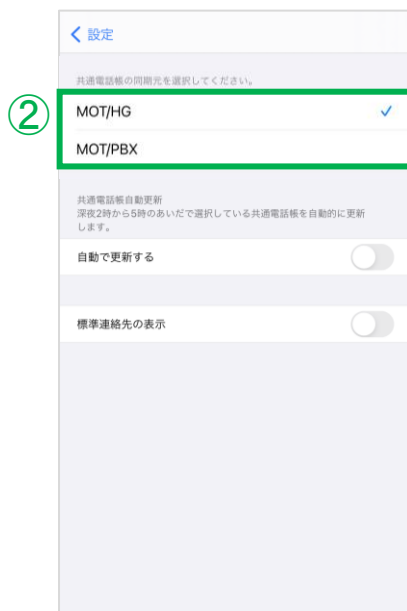 設定
共通電話帳の同期元を選択してください。
②
MOT/HG
MOT/PBX
共通電話帳自動更新
深夜2時から5時のあいだで選択している共通電話帳を自動的に更新
します。
自動で更新する
標準連絡先の表示